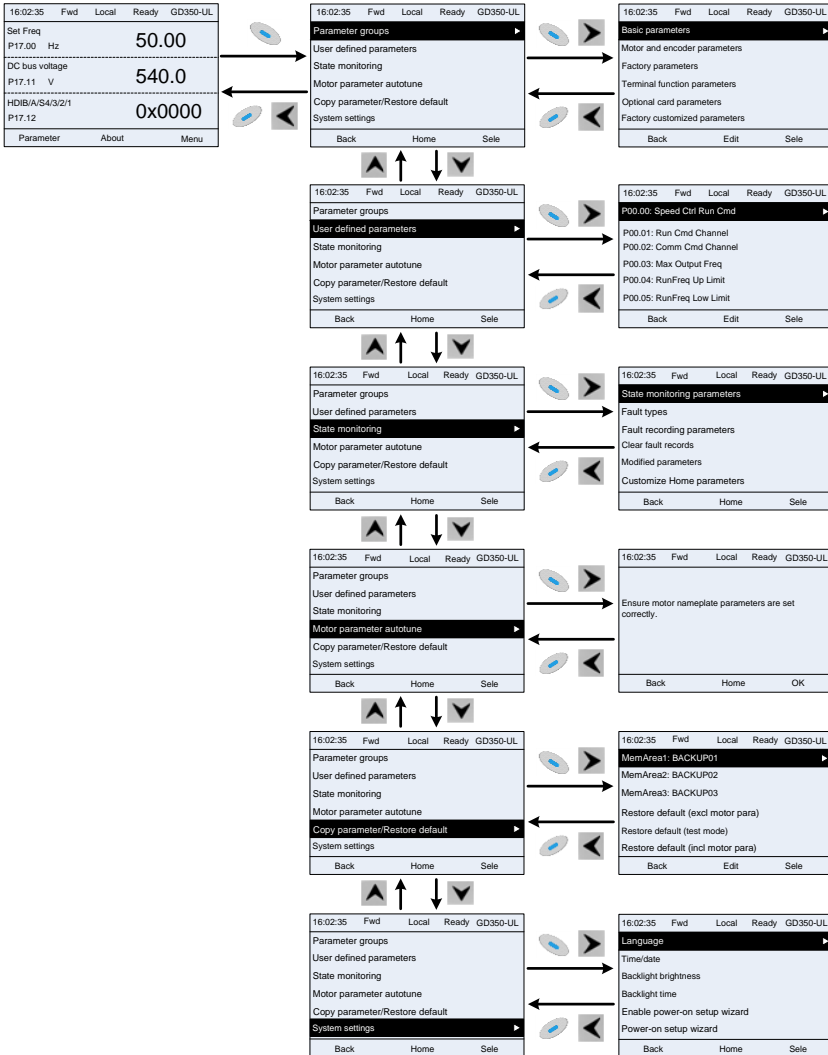 16:02:35 Fwd Local Ready GD350-UL
Set Freq
P17.00 Hz
50.00
DC bus voltage
P17.11 V
540.0
HDIB/A/S4/3/2/1
P17.12
0x0000
Parameter About Menu
16:02:35 Fwd Local Ready GD350-UL
Parameter groups
User defined parameters
State monitoring
Motor parameter autotune
Copy parameter/Restore default
System settings
Back Home Sele
16:02:35 Fwd Local Ready GD350-UL
Basic parameters
Motor and encoder parameters
Factory parameters
Terminal function parameters
Optional card parameters
Factory customized parameters
Back Edit Sele
16:02:35 Fwd Local Ready GD350-UL
Parameter groups
User defined parameters
State monitoring
Motor parameter autotune
Copy parameter/Restore default
System settings
Back Home Sele
16:02:35 Fwd Local Ready GD350-UL
P00.00: Speed Ctrl Run Cmd
P00.01: Run Cmd Channel
P00.02: Comm Cmd Channel
P00.03: Max Output Freq
P00.04: RunFreq Up Limit
P00.05: RunFreq Low Limit
Back Edit Sele
16:02:35 Fwd Local Ready GD350-UL
Parameter groups
User defined parameters
State monitoring
Motor parameter autotune
Copy parameter/Restore default
System settings
Back Home Sele
16:02:35 Fwd Local Ready GD350-UL
State monitoring parameters
Fault types
Fault recording parameters
Clear fault records
Modified parameters
Customize Home parameters
Back Home Sele
16:02:35 Fwd Local Ready GD350-UL
Parameter groups
User defined parameters
State monitoring
Motor parameter autotune
Copy parameter/Restore default
System settings
Back Home Sele
16:02:35 Fwd Local Ready GD350-UL
Ensure motor nameplate parameters are set
correctly.
Back Home OK
16:02:35 Fwd Local Ready GD350-UL
Parameter groups
User defined parameters
State monitoring
Motor parameter autotune
Copy parameter/Restore default
System settings
Back Home Sele
16:02:35 Fwd Local Ready GD350-UL
MemArea1: BACKUP01
MemArea2: BACKUP02
MemArea3: BACKUP03
Restore default (excl motor para)
Restore default (test mode)
Restore default (incl motor para)
Back Edit Sele
16:02:35 Fwd Local Ready GD350-UL
Parameter groups
User defined parameters
State monitoring
Motor parameter autotune
Copy parameter/Restore default
System settings
Back Home Sele
16:02:35 Fwd Local Ready GD350-UL
Language
Time/date
Backlight brightness
Backlight time
Enable power-on setup wizard
Power-on setup wizard
Back Home Sele